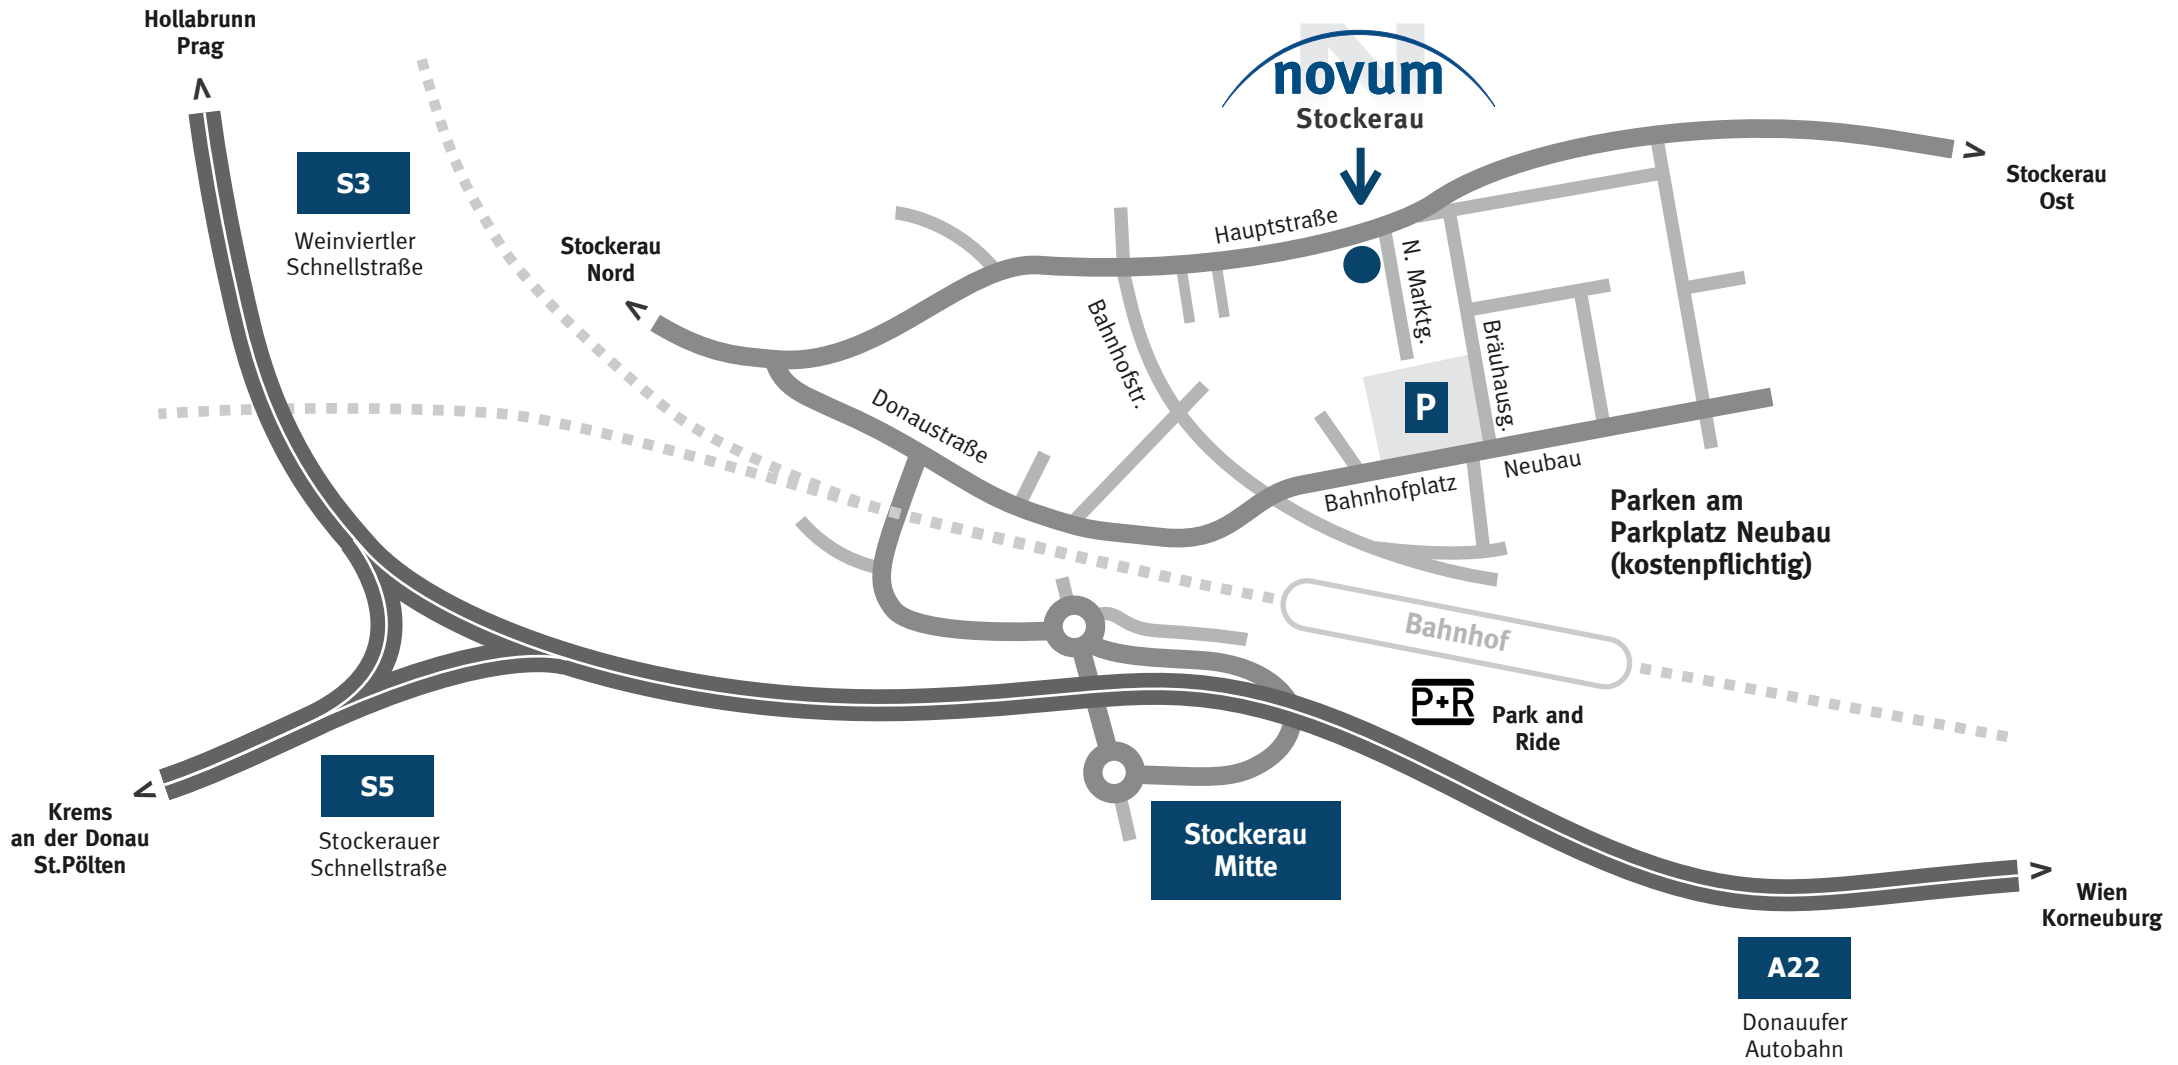 Hollabrunn
Prag
novum
Stockerau
S3
Weinviertler
Schnellstraße
Stockerau
Nord
Stockerau
Ost
Hauptstraße
N. Marktg.
Bahnhofstr.
Bräuhausg.
Donaustraße
P
Bahnhofplatz
Neubau
Parken am
Parkplatz Neubau
(kostenpflichtig)
Bahnhof
P+R
Park and
Ride
S5
Stockerauer
Schnellstraße
Krems
an der Donau
St.Pölten
Stockerau
Mitte
Wien
Korneuburg
A22
Donauufer
Autobahn